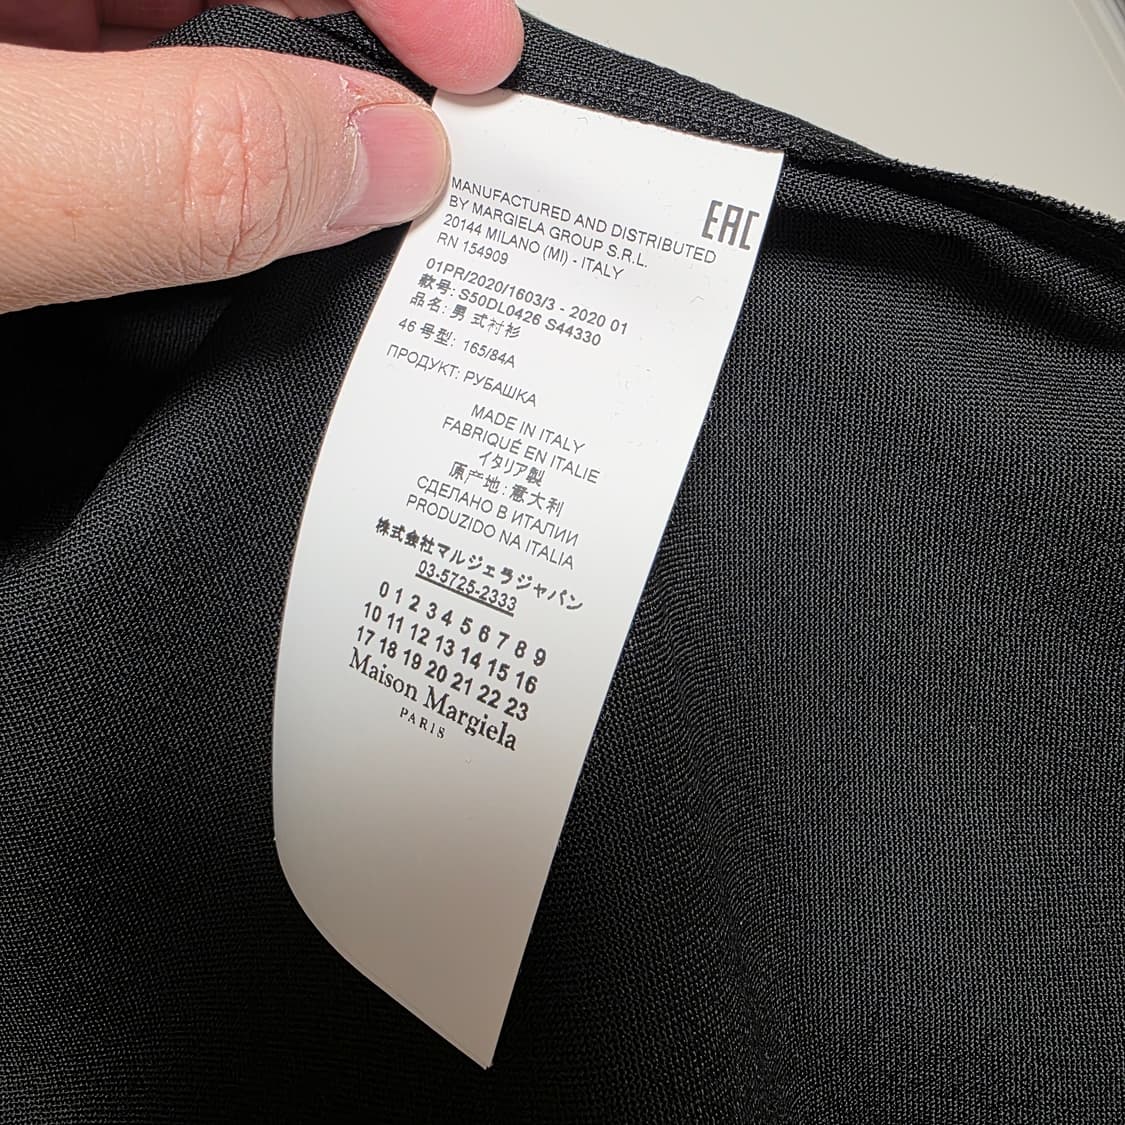 EAC
MANUFACTURED AND DISTRIBUTED
BY MARGIELA GROUP S.R.L.
20144 MILANO (MI) - ITALY
RN 154909
01PR/2020/1603/3 - 2020 01
款号: S50DL0426 S44330
品名: 男式衬衫
46 号型: 165/84A
ПРОДУКТ: РУБАШКА
MADE IN ITALY
FABRIQUÉ EN ITALIE
イタリア製
原产地: 意大利
СДЕЛАНО В ИТАЛИИ
PRODUZIDO NA ITALIA
株式会社マルジェラジャパン
03-5725-2333
0 1 2 3 4 5 6 7 8 9
10 11 12 13 14 15 16
17 18 19 20 21 22 23
Maison Margiela
PARIS